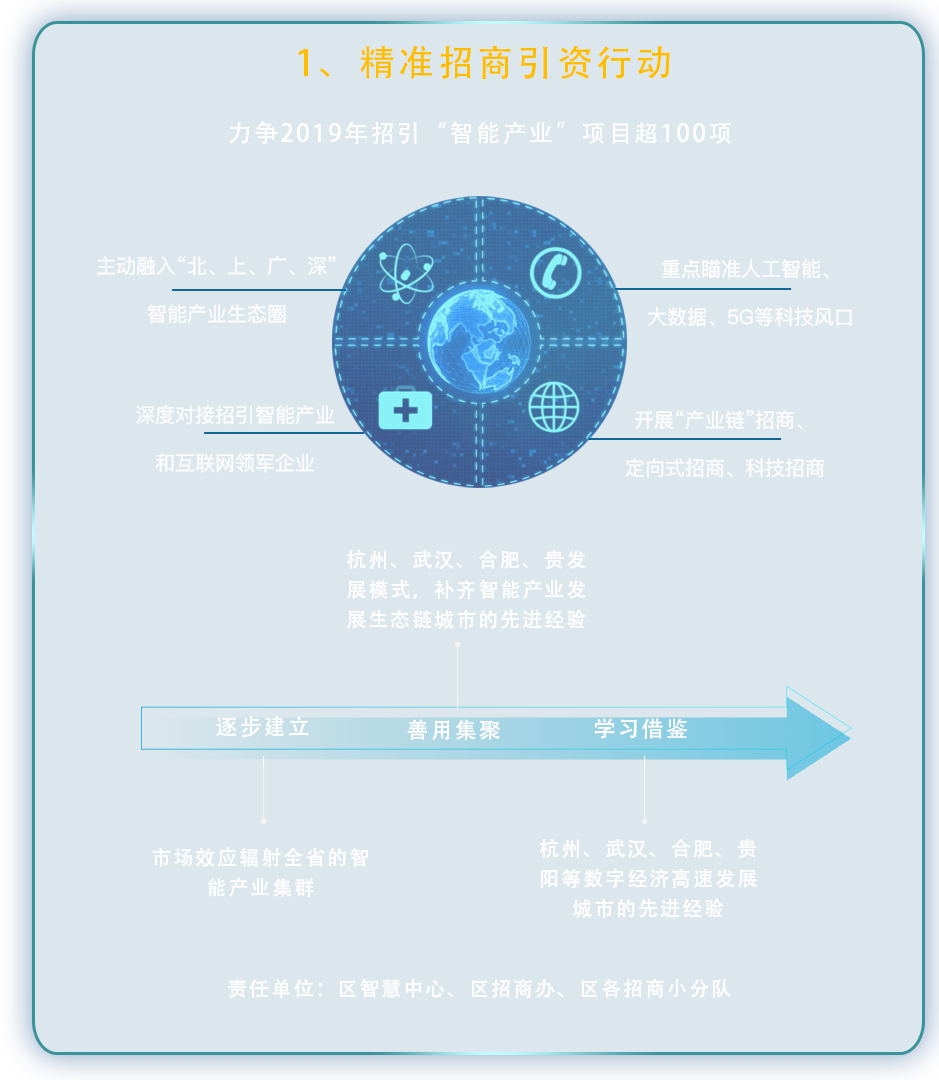 1、精准招商引资行动
力争2019年招引“智能产业”项目超100项
主动融入“北、上、广、深”
智能产业生态圈
重点瞄准人工智能、
大数据、5G等科技风口
深度对接招引智能产业
和互联网领军企业
开展“产业链”招商、
定向式招商、科技招商
杭州、武汉、合肥、贵发
展模式，补齐智能产业发
展生态链城市的先进经验
逐步建立
善用集聚
学习借鉴
市场效应辐射全省的智
能产业集群
杭州、武汉、合肥、贵
阳等数字经济高速发展
城市的先进经验
责任单位：区智慧中心、区招商办、区各招商小分队